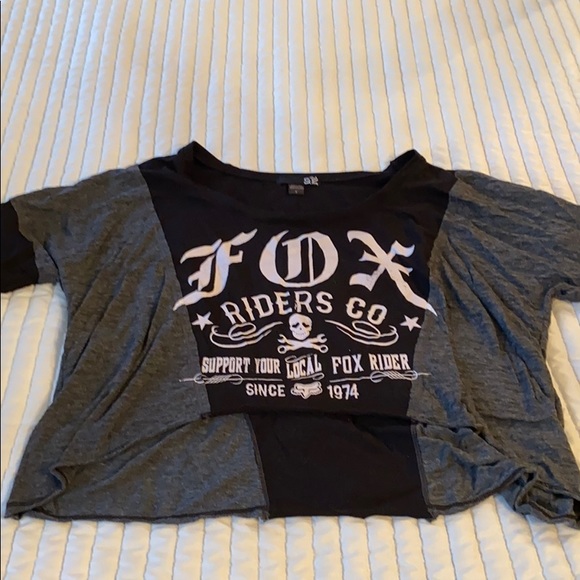 FOX
RIDERS CO
SUPPORT YOUR LOCAL FOX RIDER
SINCE 1974